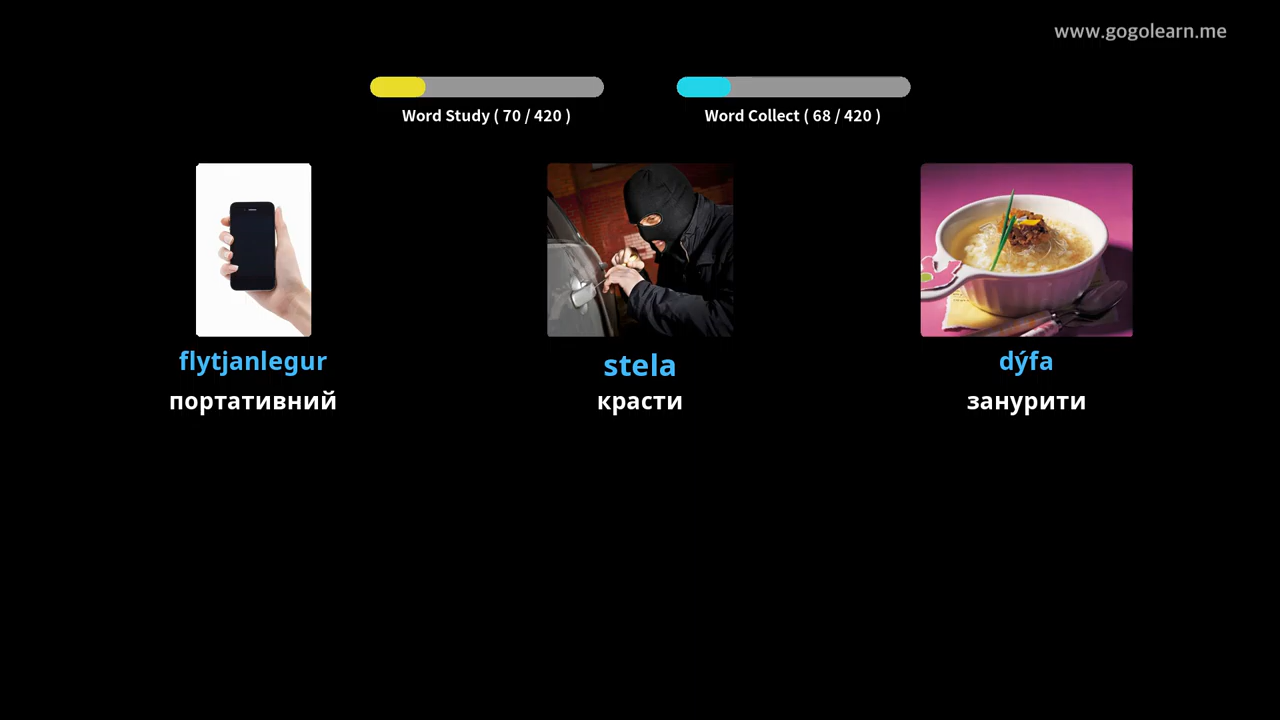 www.gogolearn.me
Word Study ( 70 / 420 )
Word Collect ( 68 / 420 )
flytjanlegur
stela
dýfa
портативний
красти
занурити